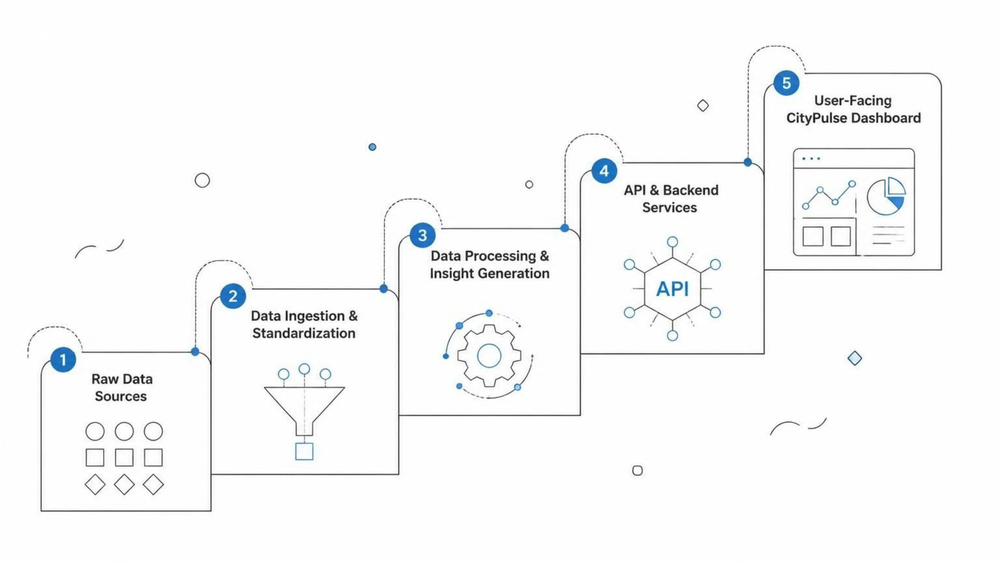 1
Raw Data
Sources
2
Data Ingestion &
Standardization
3
Data Processing &
Insight Generation
4
API & Backend
Services
API
5
User-Facing
CityPulse Dashboard